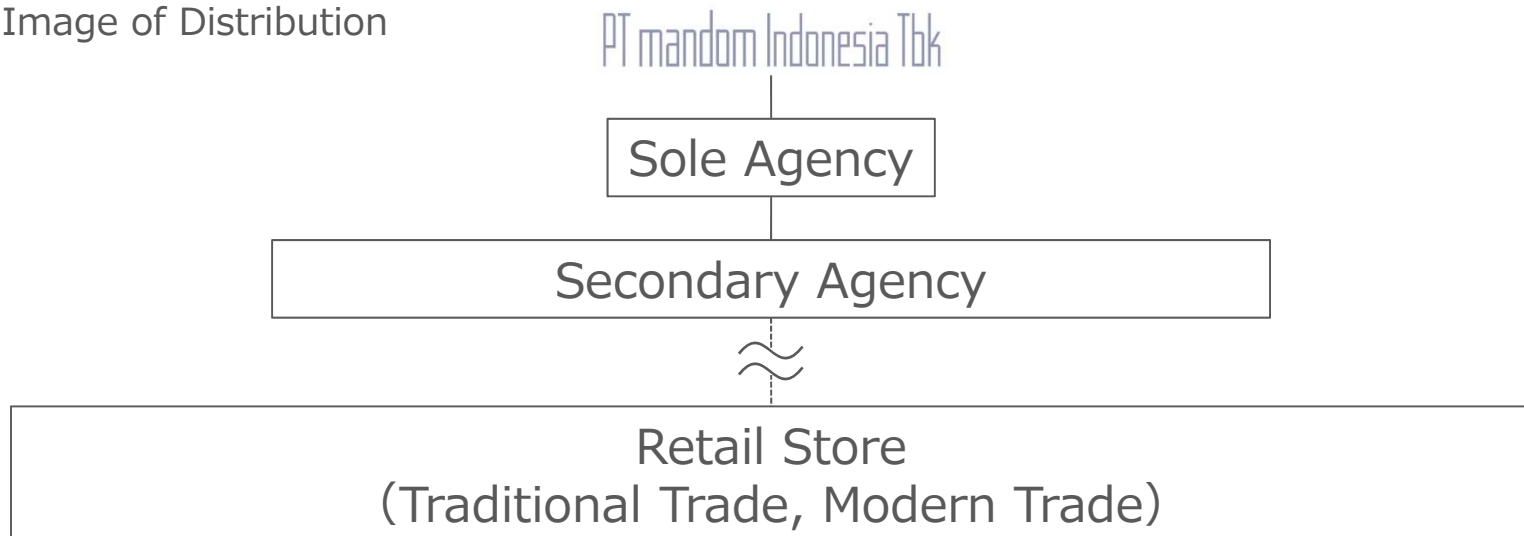 Image of Distribution
PT mandom Indonesia Tbk
Sole Agency
Secondary Agency
Retail Store
（Traditional Trade, Modern Trade）